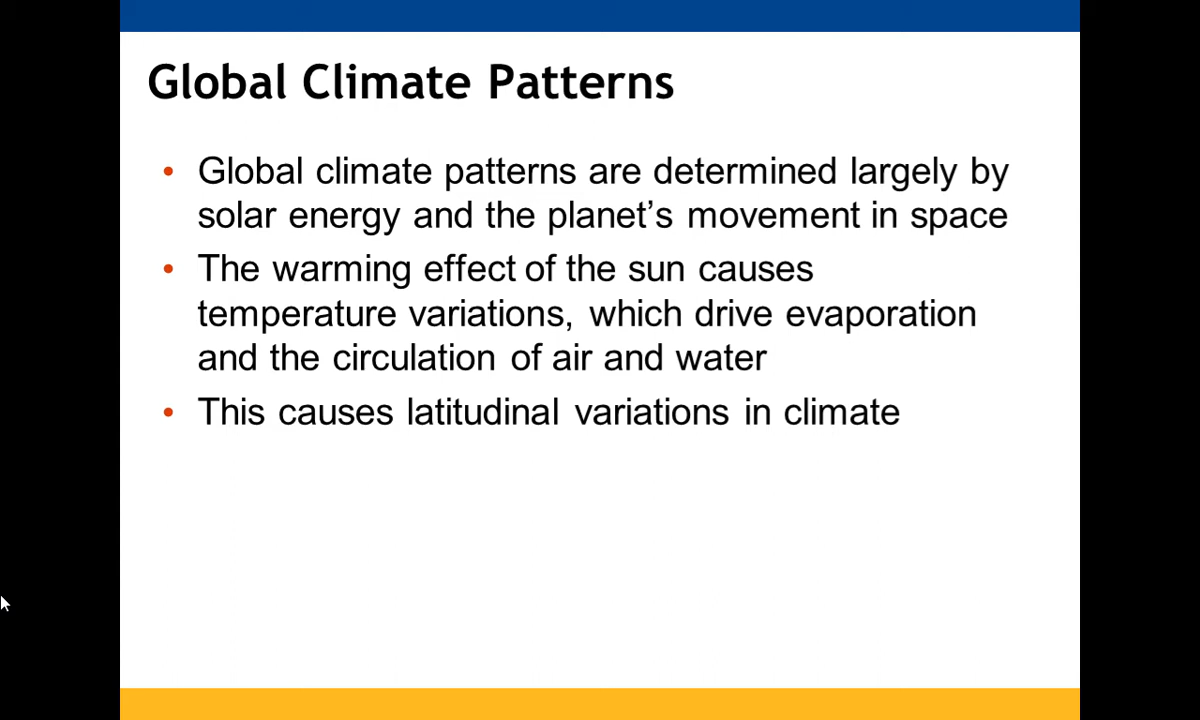 Global Climate Patterns
• Global climate patterns are determined largely by
solar energy and the planet’s movement in space
• The warming effect of the sun causes
temperature variations, which drive evaporation
and the circulation of air and water
• This causes latitudinal variations in climate